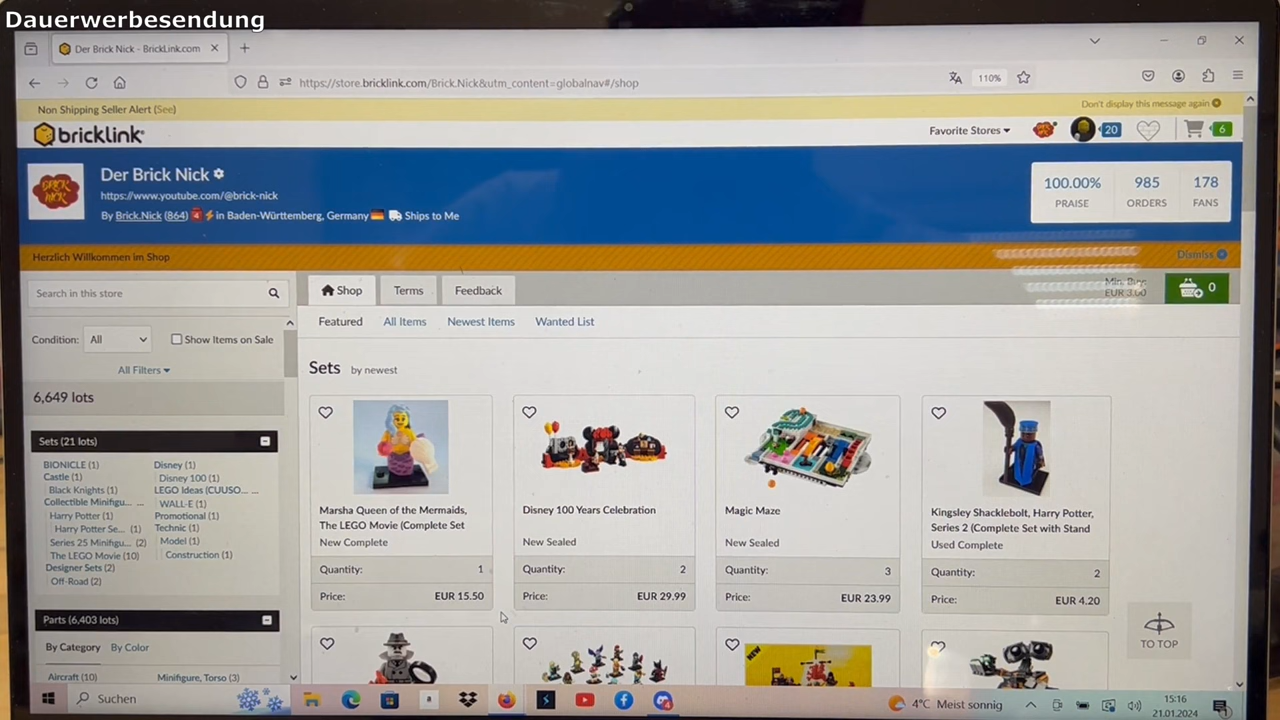 Dauerwerbesendung
Der Brick Nick - BrickLink.com
https://store.bricklink.com/Brick.Nick&utm_content=globalnav#/shop
110%
Non Shipping Seller Alert (See)
Don't display this message again
bricklink
Favorite Stores
20
6
BRICK NICK
Der Brick Nick
https://www.youtube.com/@brick-nick
By Brick.Nick (864) in Baden-Württemberg, Germany Ships to Me
100.00%
PRAISE
985
ORDERS
178
FANS
Herzlich Willkommen im Shop
Dismiss
Search in this store
Shop
Terms
Feedback
Min. Buy:
EUR 3.00
0
Condition:
All
Show Items on Sale
All Filters
6,649 lots
Featured
All Items
Newest Items
Wanted List
Sets by newest
Sets (21 lots)
BIONICLE (1)
Castle (1)
Black Knights (1)
Collectible Minifigu... ...
Harry Potter (1)
Harry Potter Se... (1)
Series 25 Minifigu... (2)
The LEGO Movie (10)
Designer Sets (2)
Off-Road (2)
Disney (1)
Disney 100 (1)
LEGO Ideas (CUUSO... ...
WALL-E (1)
Promotional (1)
Technic (1)
Model (1)
Construction (1)
Marsha Queen of the Mermaids,
The LEGO Movie (Complete Set
New Complete
Quantity: 1
Price: EUR 15.50
Disney 100 Years Celebration
New Sealed
Quantity: 2
Price: EUR 29.99
Magic Maze
New Sealed
Quantity: 3
Price: EUR 23.99
Kingsley Shacklebolt, Harry Potter,
Series 2 (Complete Set with Stand
Used Complete
Quantity: 2
Price: EUR 4.20
Parts (6,403 lots)
By Category
By Color
Aircraft (10)
Minifigure, Torso (3)
NEW
TO TOP
Suchen
4°C Meist sonnig
15:16
21.01.2024